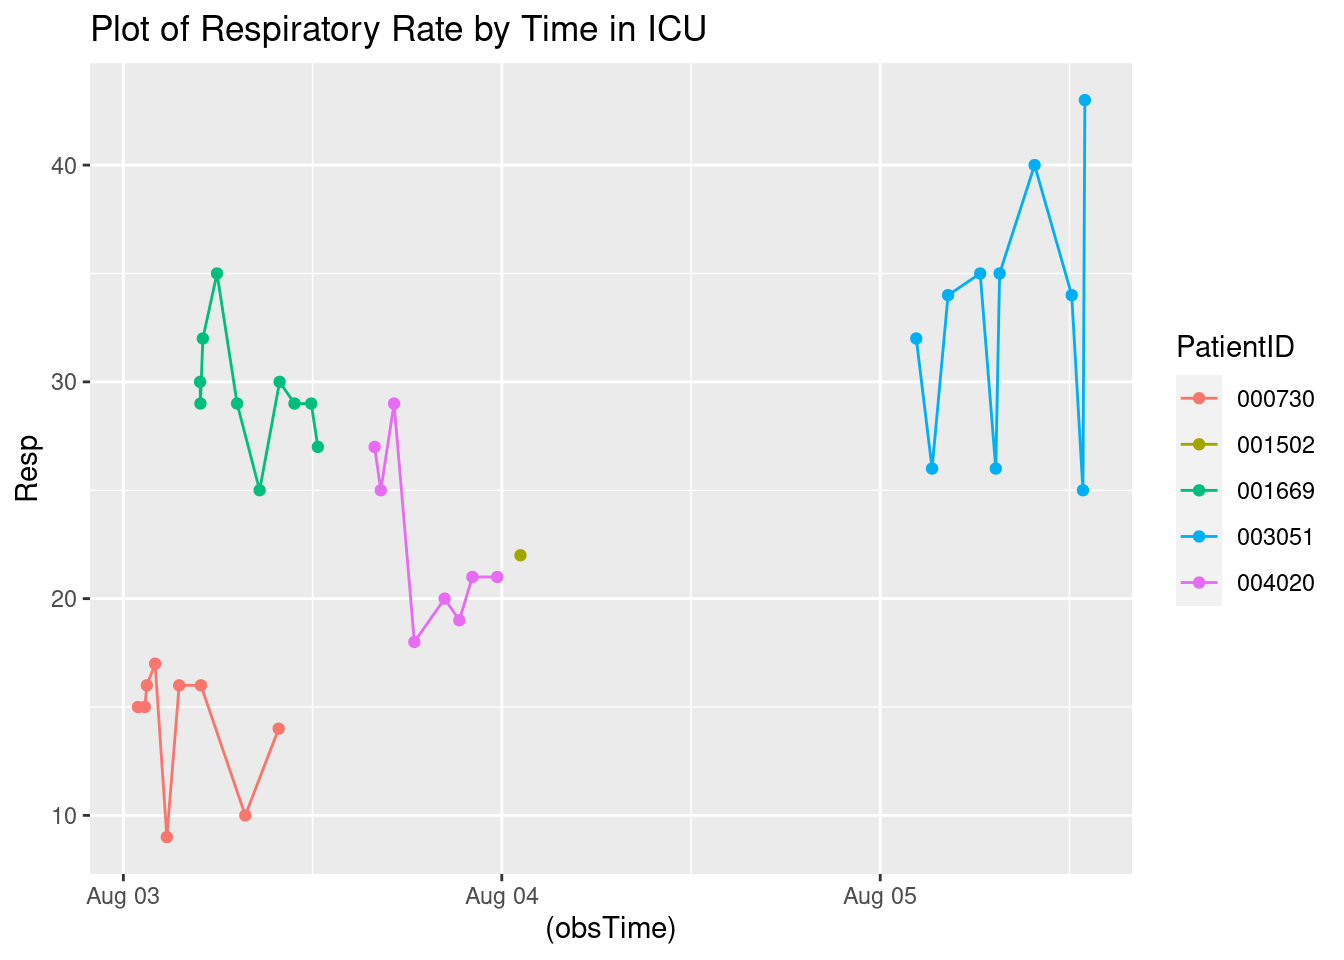 Plot of Respiratory Rate by Time in ICU
40
30
20
10
Resp
Aug 03
Aug 04
Aug 05
(obsTime)
PatientID
000730
001502
001669
003051
004020